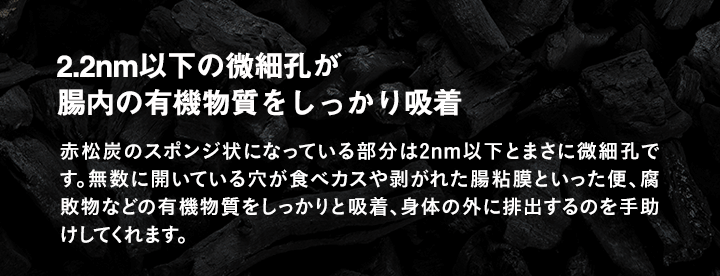 2.2nm以下の微細孔が
腸内の有機物質をしっかり吸着
赤松炭のスポンジ状になっている部分は2nm以下とまさに微細孔で
す。無数に開いている穴が食べカスや剥がれた腸粘膜といった便、腐
敗物などの有機物質をしっかりと吸着、身体の外に排出するのを手助
けしてくれます。